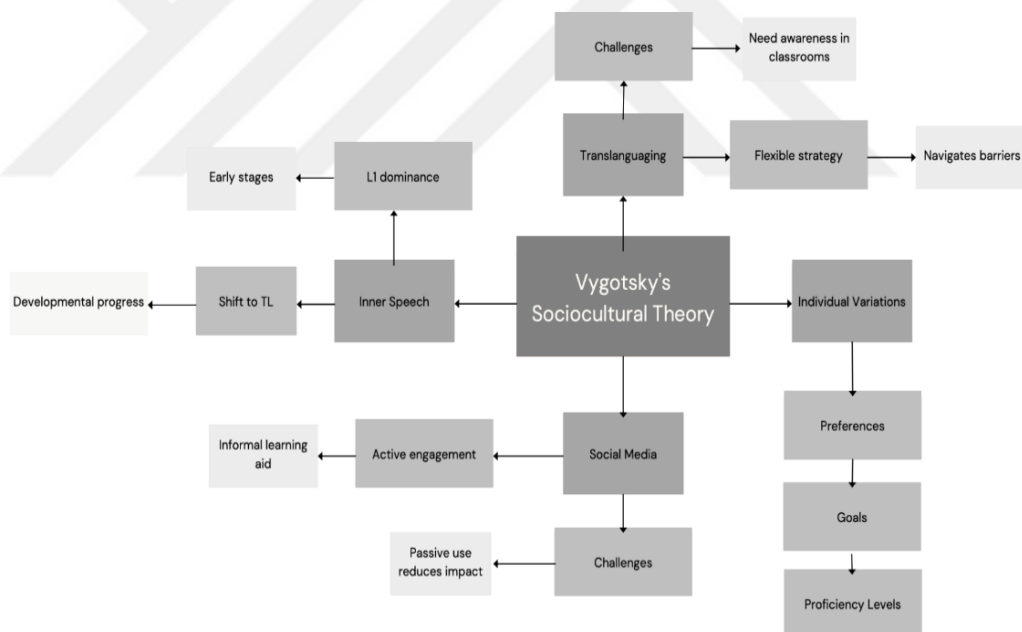 Challenges
Need awareness in
classrooms
Translanguaging
Flexible strategy
Navigates barriers
Early stages
L1 dominance
Vygotsky's
Sociocultural Theory
Developmental progress
Shift to TL
Inner Speech
Individual Variations
Preferences
Informal learning
aid
Active engagement
Social Media
Goals
Passive use
reduces impact
Challenges
Proficiency Levels